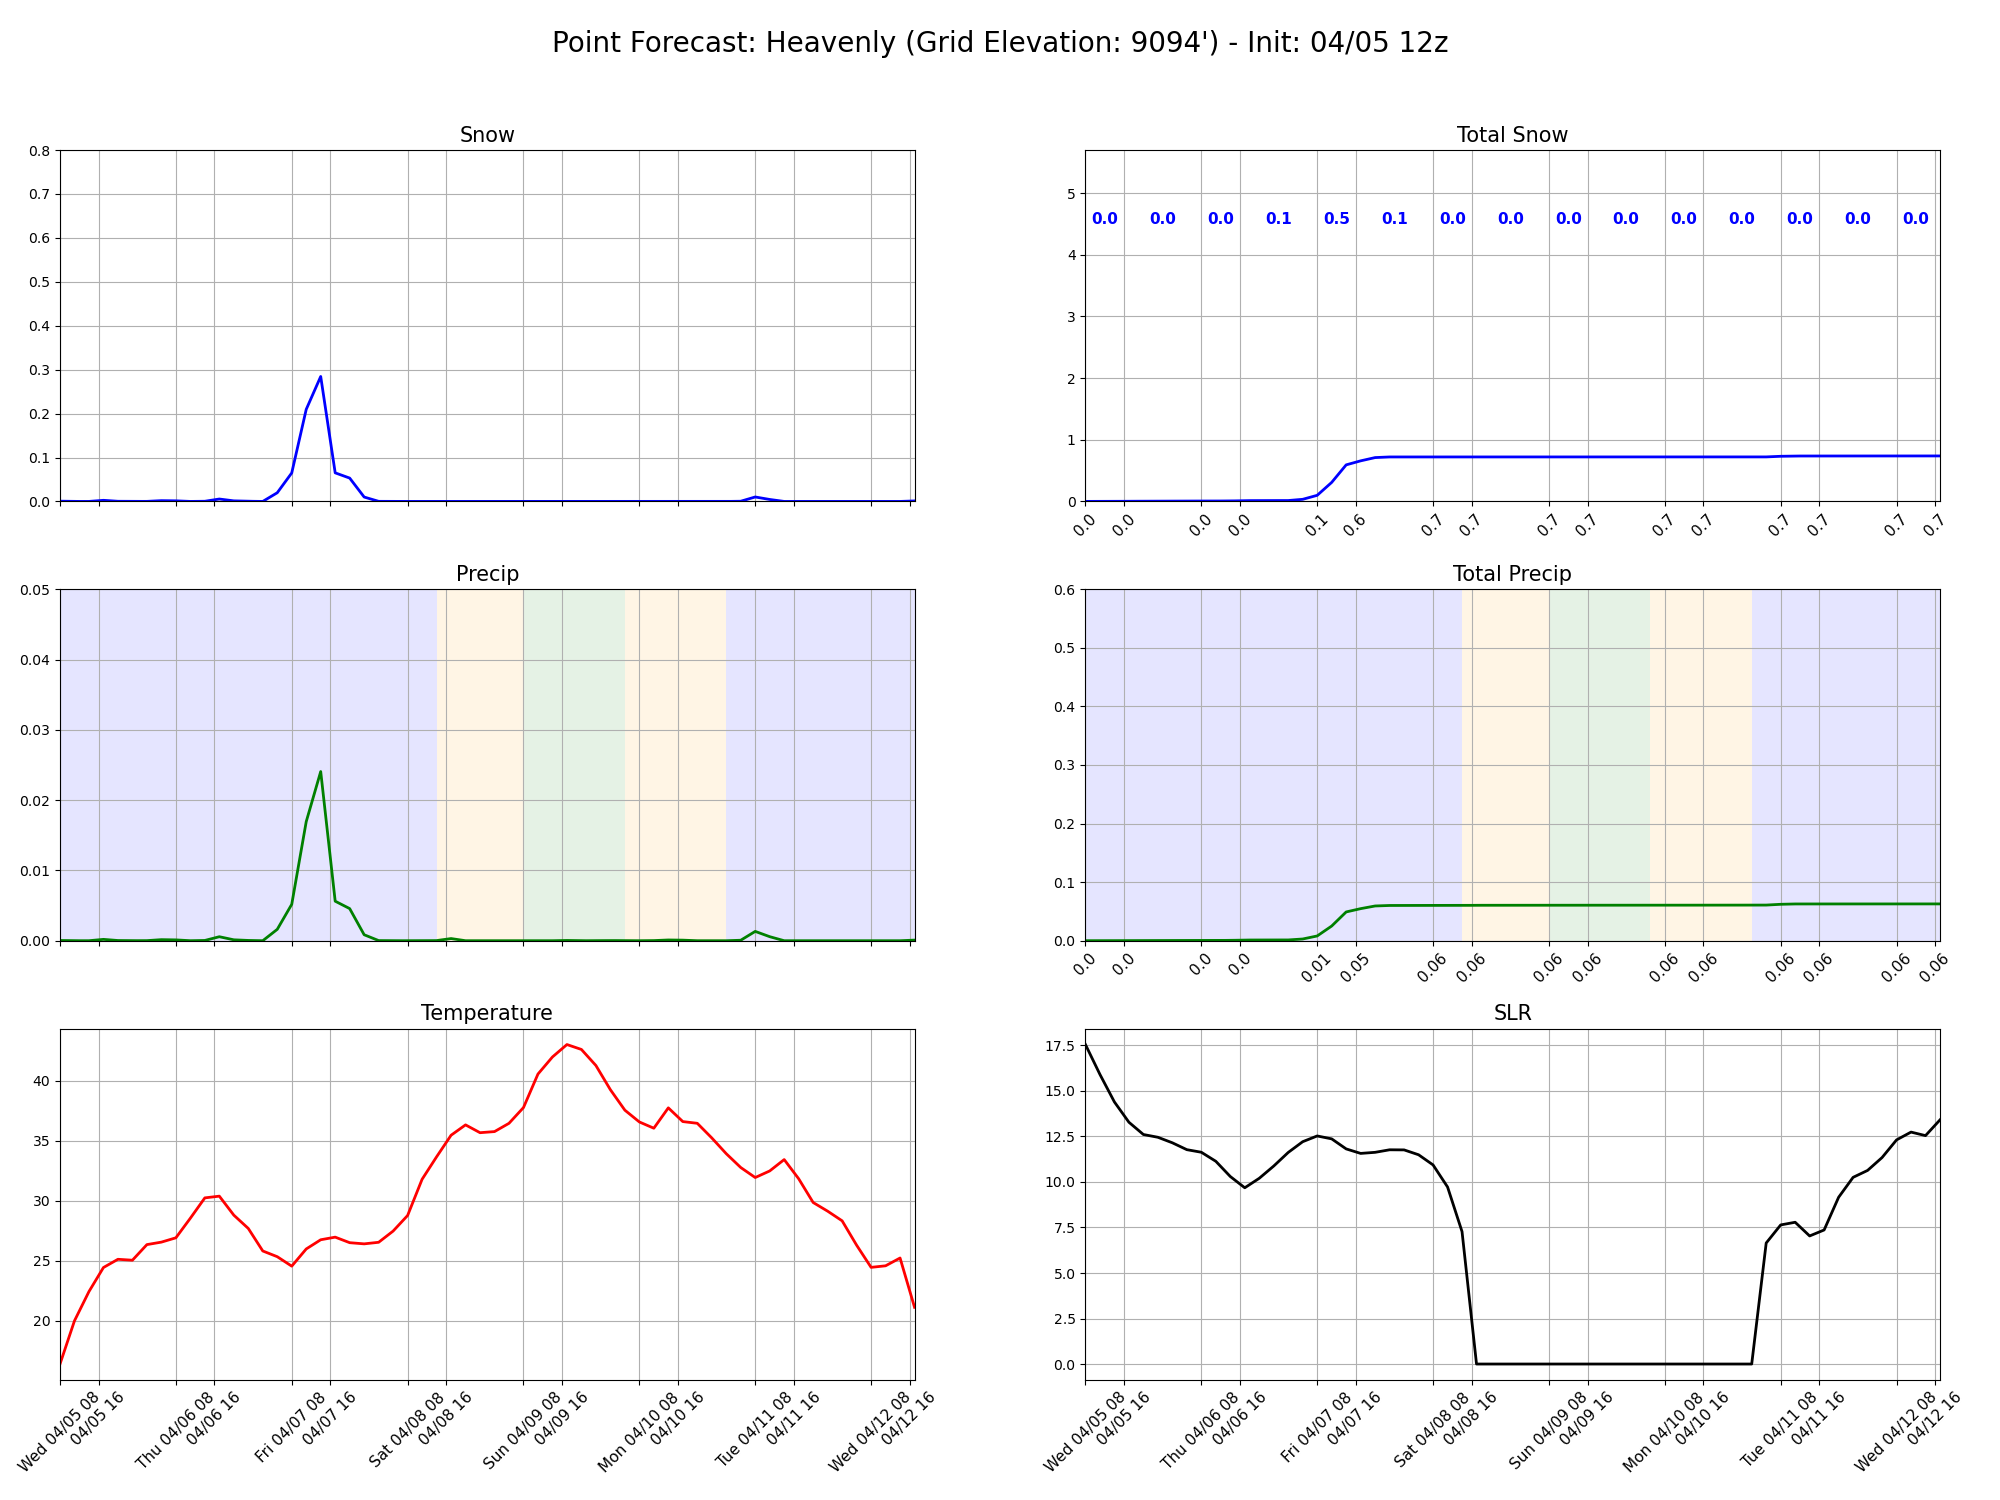 Point Forecast: Heavenly (Grid Elevation: 9094') - Init: 04/05 12z
Snow
0.8
0.7
0.6
0.5
0.4
0.3
0.2
0.1
0.0
Total Snow
5
4
3
2
1
0
0.0 0.0 0.0 0.1 0.5 0.1 0.0 0.0 0.0 0.0 0.0 0.0 0.0 0.0 0.0
0.0 0.0 0.0 0.0 0.1 0.6 0.7 0.7 0.7 0.7 0.7 0.7 0.7 0.7 0.7 0.7
Precip
0.05
0.04
0.03
0.02
0.01
0.00
Total Precip
0.6
0.5
0.4
0.3
0.2
0.1
0.0
0.0 0.0 0.0 0.0 0.01 0.05 0.06 0.06 0.06 0.06 0.06 0.06 0.06 0.06 0.06 0.06
Temperature
40
35
30
25
20
Wed 04/05 08
04/05 16
Thu 04/06 08
04/06 16
Fri 04/07 08
04/07 16
Sat 04/08 08
04/08 16
Sun 04/09 08
04/09 16
Mon 04/10 08
04/10 16
Tue 04/11 08
04/11 16
Wed 04/12 08
04/12 16
SLR
17.5
15.0
12.5
10.0
7.5
5.0
2.5
0.0
Wed 04/05 08
04/05 16
Thu 04/06 08
04/06 16
Fri 04/07 08
04/07 16
Sat 04/08 08
04/08 16
Sun 04/09 08
04/09 16
Mon 04/10 08
04/10 16
Tue 04/11 08
04/11 16
Wed 04/12 08
04/12 16